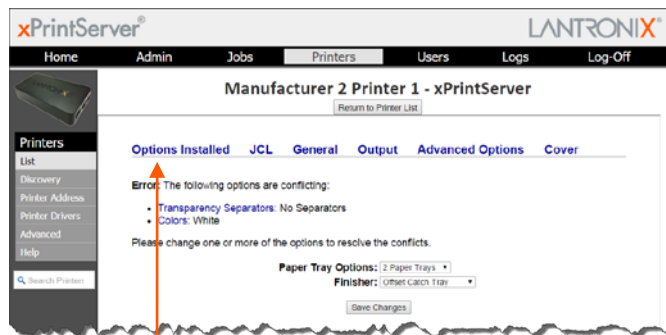 xPrintServer®
LANTRONIX®
Home Admin Jobs Printers Users Logs Log-Off
Manufacturer 2 Printer 1 - xPrintServer
Return to Printer List
Printers
List
Discovery
Printer Address
Printer Drivers
Advanced
Help
Search Printers
Options Installed JCL General Output Advanced Options Cover
Error: The following options are conflicting:
• Transparency Separators: No Separators
• Colors: White
Please change one or more of the options to resolve the conflicts.
Paper Tray Options: 2 Paper Trays
Finisher: Offset Catch Tray
Save Changes